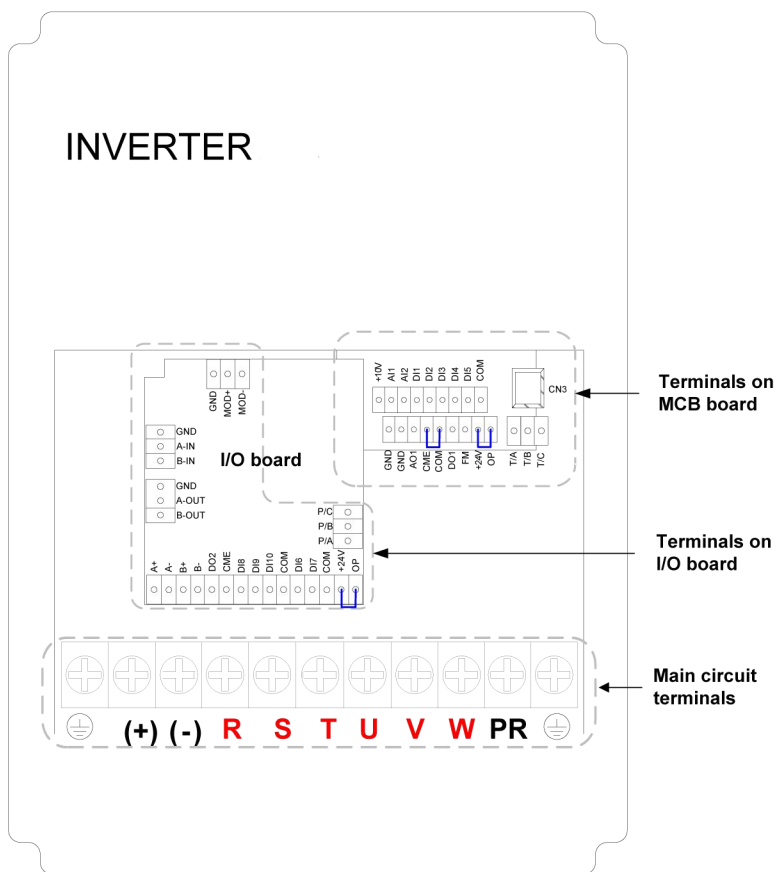 INVERTER
Terminals on
MCB board
+10V AI1 AI2 DI1 DI2 DI3 DI4 DI5 COM
CN3
GND MOD+ MOD-
GND
A-IN
B-IN
I/O board
GND GND AO1 CME COM DO1 FM +24V OP
T/A T/B T/C
GND
A-OUT
B-OUT
P/C
P/B
P/A
Terminals on
I/O board
A+ A- B+ B- DO2 CME DI8 DI9 DI10 COM DI6 DI7 COM +24V OP
Main circuit
terminals
(+) (-) R S T U V W PR